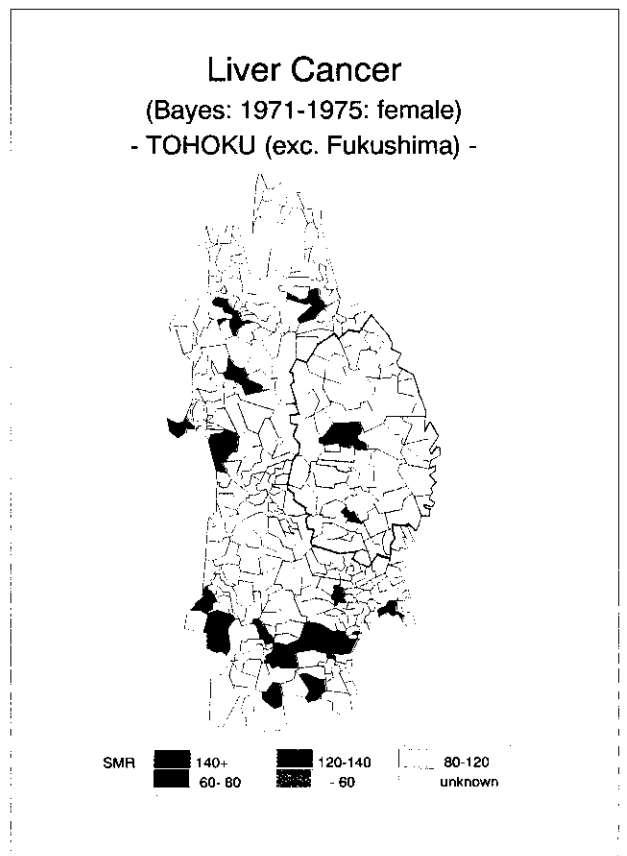 Liver Cancer
(Bayes: 1971-1975: female)
- TOHOKU (exc. Fukushima) -
SMR 140+ 120-140 80-120
60- 80 - 60 unknown